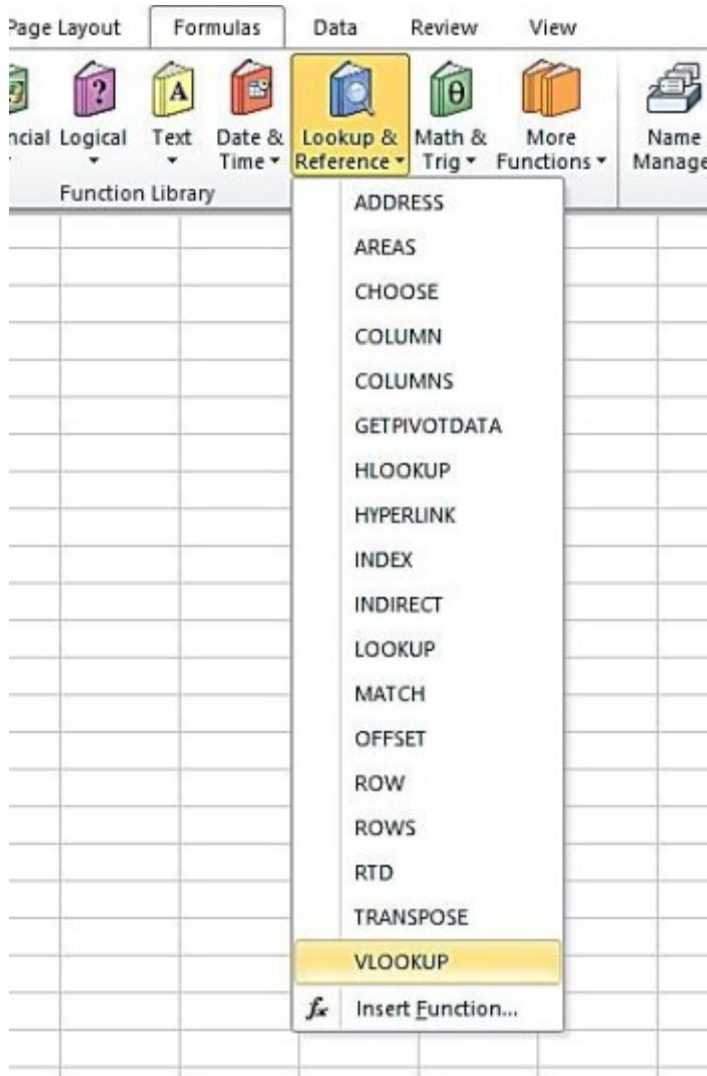 Page Layout Formulas Data Review View
ncial Logical Text Date & Time Lookup & Reference Math & Trig More Functions Name Manage
Function Library
ADDRESS
AREAS
CHOOSE
COLUMN
COLUMNS
GETPIVOTDATA
HLOOKUP
HYPERLINK
INDEX
INDIRECT
LOOKUP
MATCH
OFFSET
ROW
ROWS
RTD
TRANSPOSE
VLOOKUP
fx Insert Function...